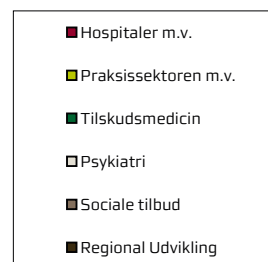 Hospitaler m.v.
Praksissektoren m.v.
Tilskudsmedicin
Psykiatri
Sociale tilbud
Regional Udvikling